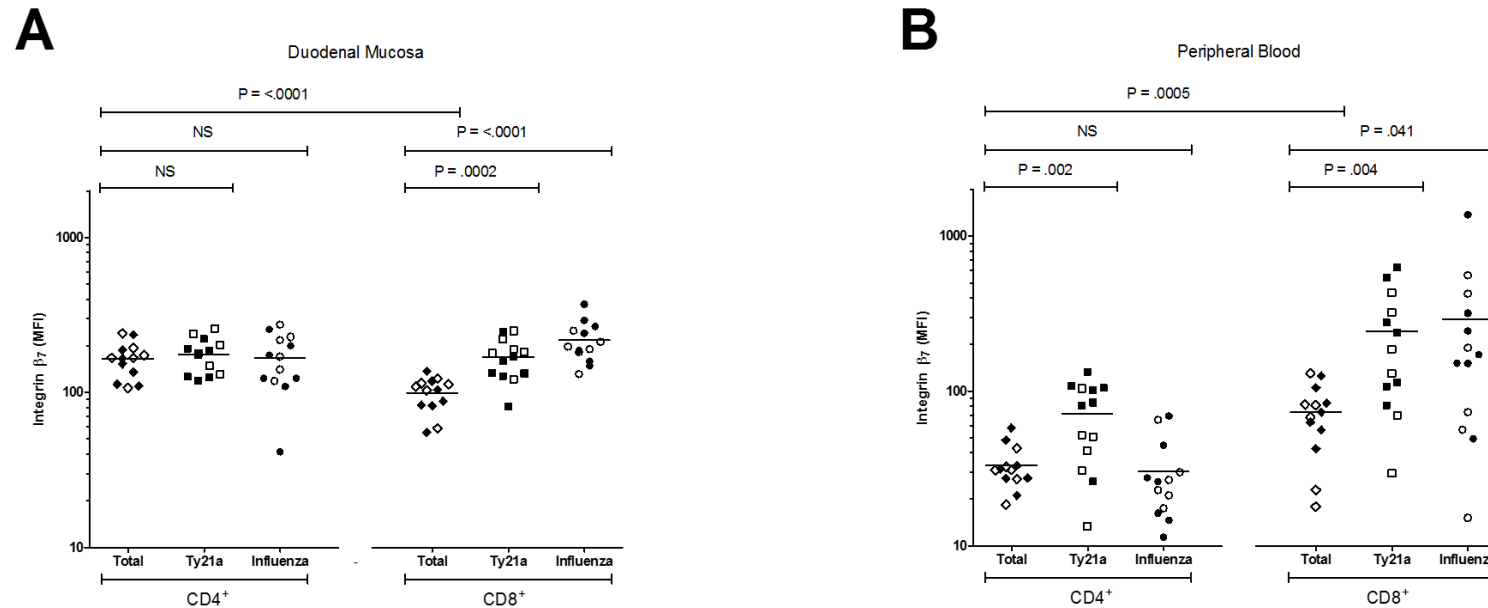 A
Duodenal Mucosa
P = <.0001
NS
P = <.0001
NS
P = .0002
1000
100
10
Integrin β7 (MFI)
Total
Ty21a
Influenza
-
Total
Ty21a
Influenza
CD4+
CD8+
B
Peripheral Blood
P = .0005
NS
P = .041
P = .002
P = .004
1000
100
10
Integrin β7 (MFI)
Total
Ty21a
Influenza
Total
Ty21a
Influenz
CD4+
CD8+